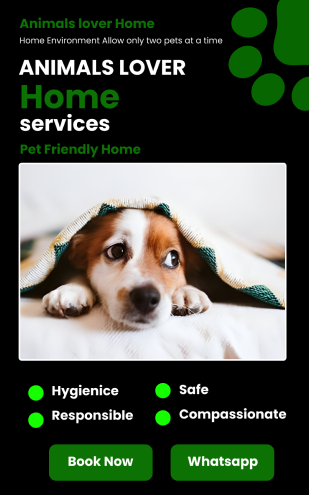 Animals lover Home
Home Environment Allow only two pets at a time
ANIMALS LOVER
Home
services
Pet Friendly Home
Hygienice
Safe
Responsible
Compassionate
Book Now
Whatsapp